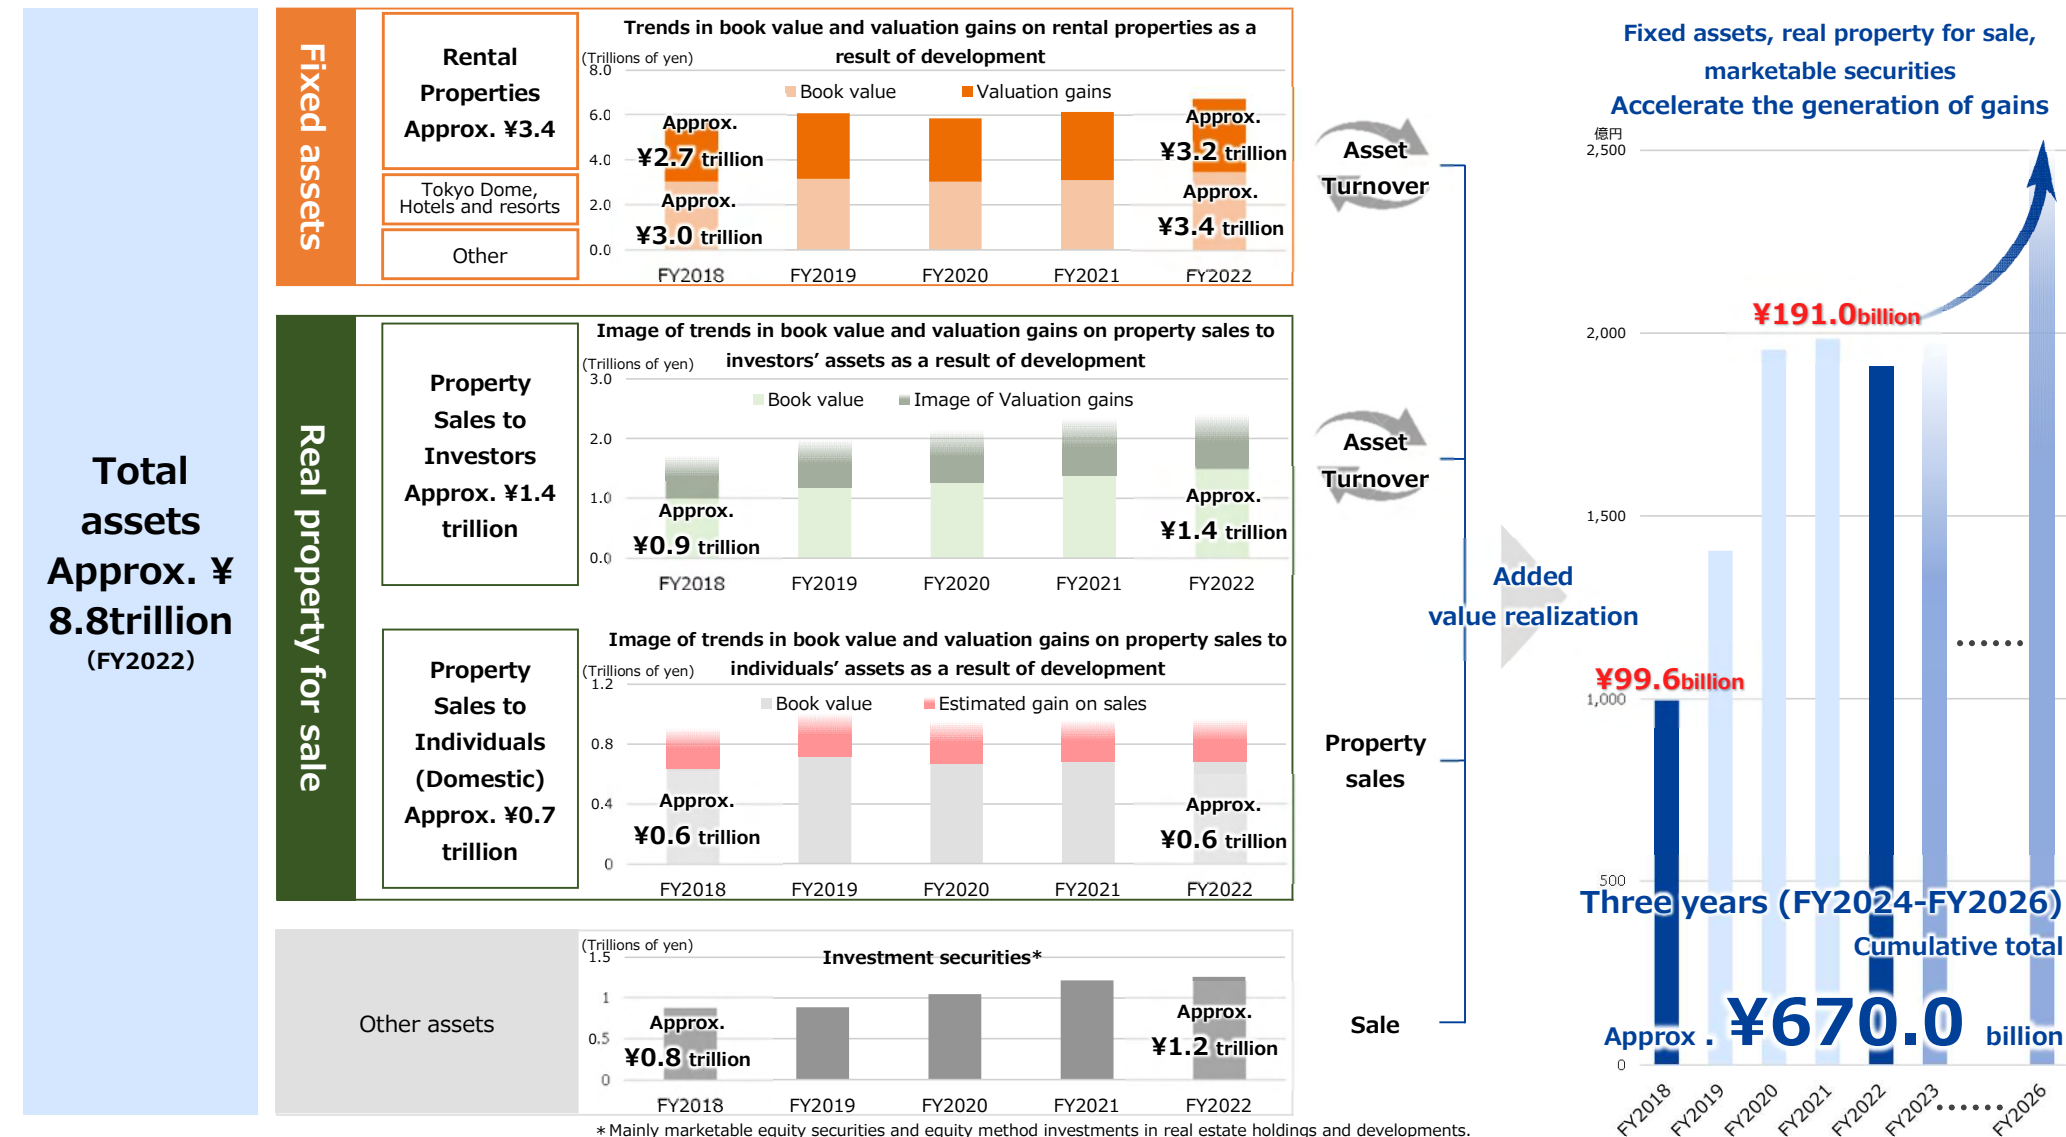 Total
assets
Approx. ¥
8.8trillion
（FY2022）
Fixed assets
Rental
Properties
Approx. ¥3.4
Tokyo Dome,
Hotels and resorts
Other
Trends in book value and valuation gains on rental properties as a
result of development
(Trillions of yen)
8.0
6.0
4.0
2.0
0.0
Book value
Valuation gains
Approx.
¥2.7 trillion
Approx.
¥3.0 trillion
Approx.
¥3.2 trillion
Approx.
¥3.4 trillion
FY2018
FY2019
FY2020
FY2021
FY2022
Asset
Turnover
Real property for sale
Property
Sales to
Investors
Approx. ¥1.4
trillion
Image of trends in book value and valuation gains on property sales to
investors’ assets as a result of development
(Trillions of yen)
3.0
2.0
1.0
0.0
Book value
Image of Valuation gains
Approx.
¥0.9 trillion
Approx.
¥1.4 trillion
FY2018
FY2019
FY2020
FY2021
FY2022
Asset
Turnover
Property
Sales to
Individuals
(Domestic)
Approx. ¥0.7
trillion
Image of trends in book value and valuation gains on property sales to
individuals’ assets as a result of development
(Trillions of yen)
1.2
0.8
0.4
0
Book value
Estimated gain on sales
Approx.
¥0.6 trillion
Approx.
¥0.6 trillion
FY2018
FY2019
FY2020
FY2021
FY2022
Property
sales
Other assets
(Trillions of yen)
Investment securities*
1.5
1
0.5
0
Approx.
¥0.8 trillion
Approx.
¥1.2 trillion
FY2018
FY2019
FY2020
FY2021
FY2022
Sale
*Mainly marketable equity securities and equity method investments in real estate holdings and developments.
Added
value realization
Fixed assets, real property for sale,
marketable securities
Accelerate the generation of gains
億円
2,500
2,000
1,500
1,000
500
0
¥191.0billion
¥99.6billion
......
Three years (FY2024-FY2026)
Cumulative total
Approx . ¥670.0 billion
FY2018
FY2019
FY2020
FY2021
FY2022
FY2023
......
FY2026